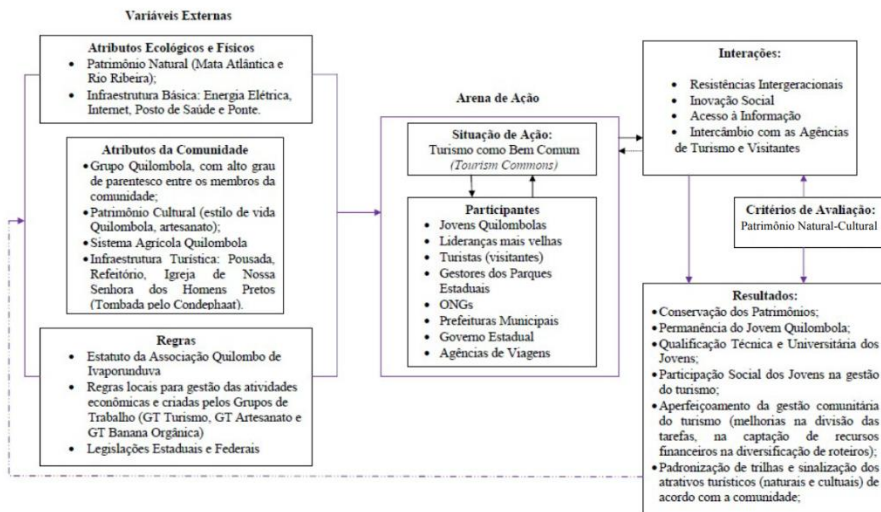 Variáveis Externas
Atributos Ecológicos e Físicos
• Patrimônio Natural (Mata Atlântica e
Rio Ribeira);
• Infraestrutura Básica: Energia Elétrica,
Internet, Posto de Saúde e Ponte.
Atributos da Comunidade
• Grupo Quilombola, com alto grau
de parentesco entre os membros da
comunidade;
• Patrimônio Cultural (estilo de vida
Quilombola, artesanato);
• Sistema Agrícola Quilombola
• Infraestrutura Turística: Pousada,
Refeitório, Igreja de Nossa
Senhora dos Homens Pretos
(Tombada pelo Condephaat).
Regras
• Estatuto da Associação Quilombo de
Ivaporunduva
• Regras locais para gestão das atividades
econômicas e criadas pelos Grupos de
Trabalho (GT Turismo, GT Artesanato e
GT Banana Orgânica)
• Legislações Estaduais e Federais
Arena de Ação
Situação de Ação:
Turismo como Bem Comum
(Tourism Commons)
Participantes
• Jovens Quilombolas
• Lideranças mais velhas
• Turistas (visitantes)
• Gestores dos Parques
Estaduais
• ONGs
• Prefeituras Municipais
• Governo Estadual
• Agências de Viagens
Interações:
• Resistências Intergeracionais
• Inovação Social
• Acesso à Informação
• Intercâmbio com as Agências
de Turismo e Visitantes
Critérios de Avaliação:
Patrimônio Natural-Cultural
Resultados:
• Conservação dos Patrimônios;
• Permanência do Jovem Quilombola;
• Qualificação Técnica e Universitária dos
Jovens;
• Participação Social dos Jovens na gestão
do turismo;
• Aperfeiçoamento da gestão comunitária
do turismo (melhorias na divisão das
tarefas, na captação de recursos
financeiros na diversificação de roteiros);
• Padronização de trilhas e sinalização dos
atrativos turísticos (naturais e cultuais) de
acordo com a comunidade;